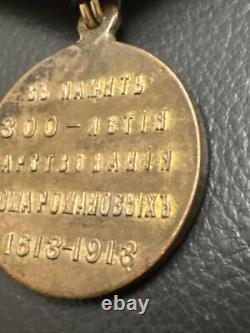 ВЪ ПАМЯТЬ
300-ЛѢТІЯ
ЦАРСТВОВАНІЯ
ДОМА РОМАНОВЫХЪ
1613-1913
ebay